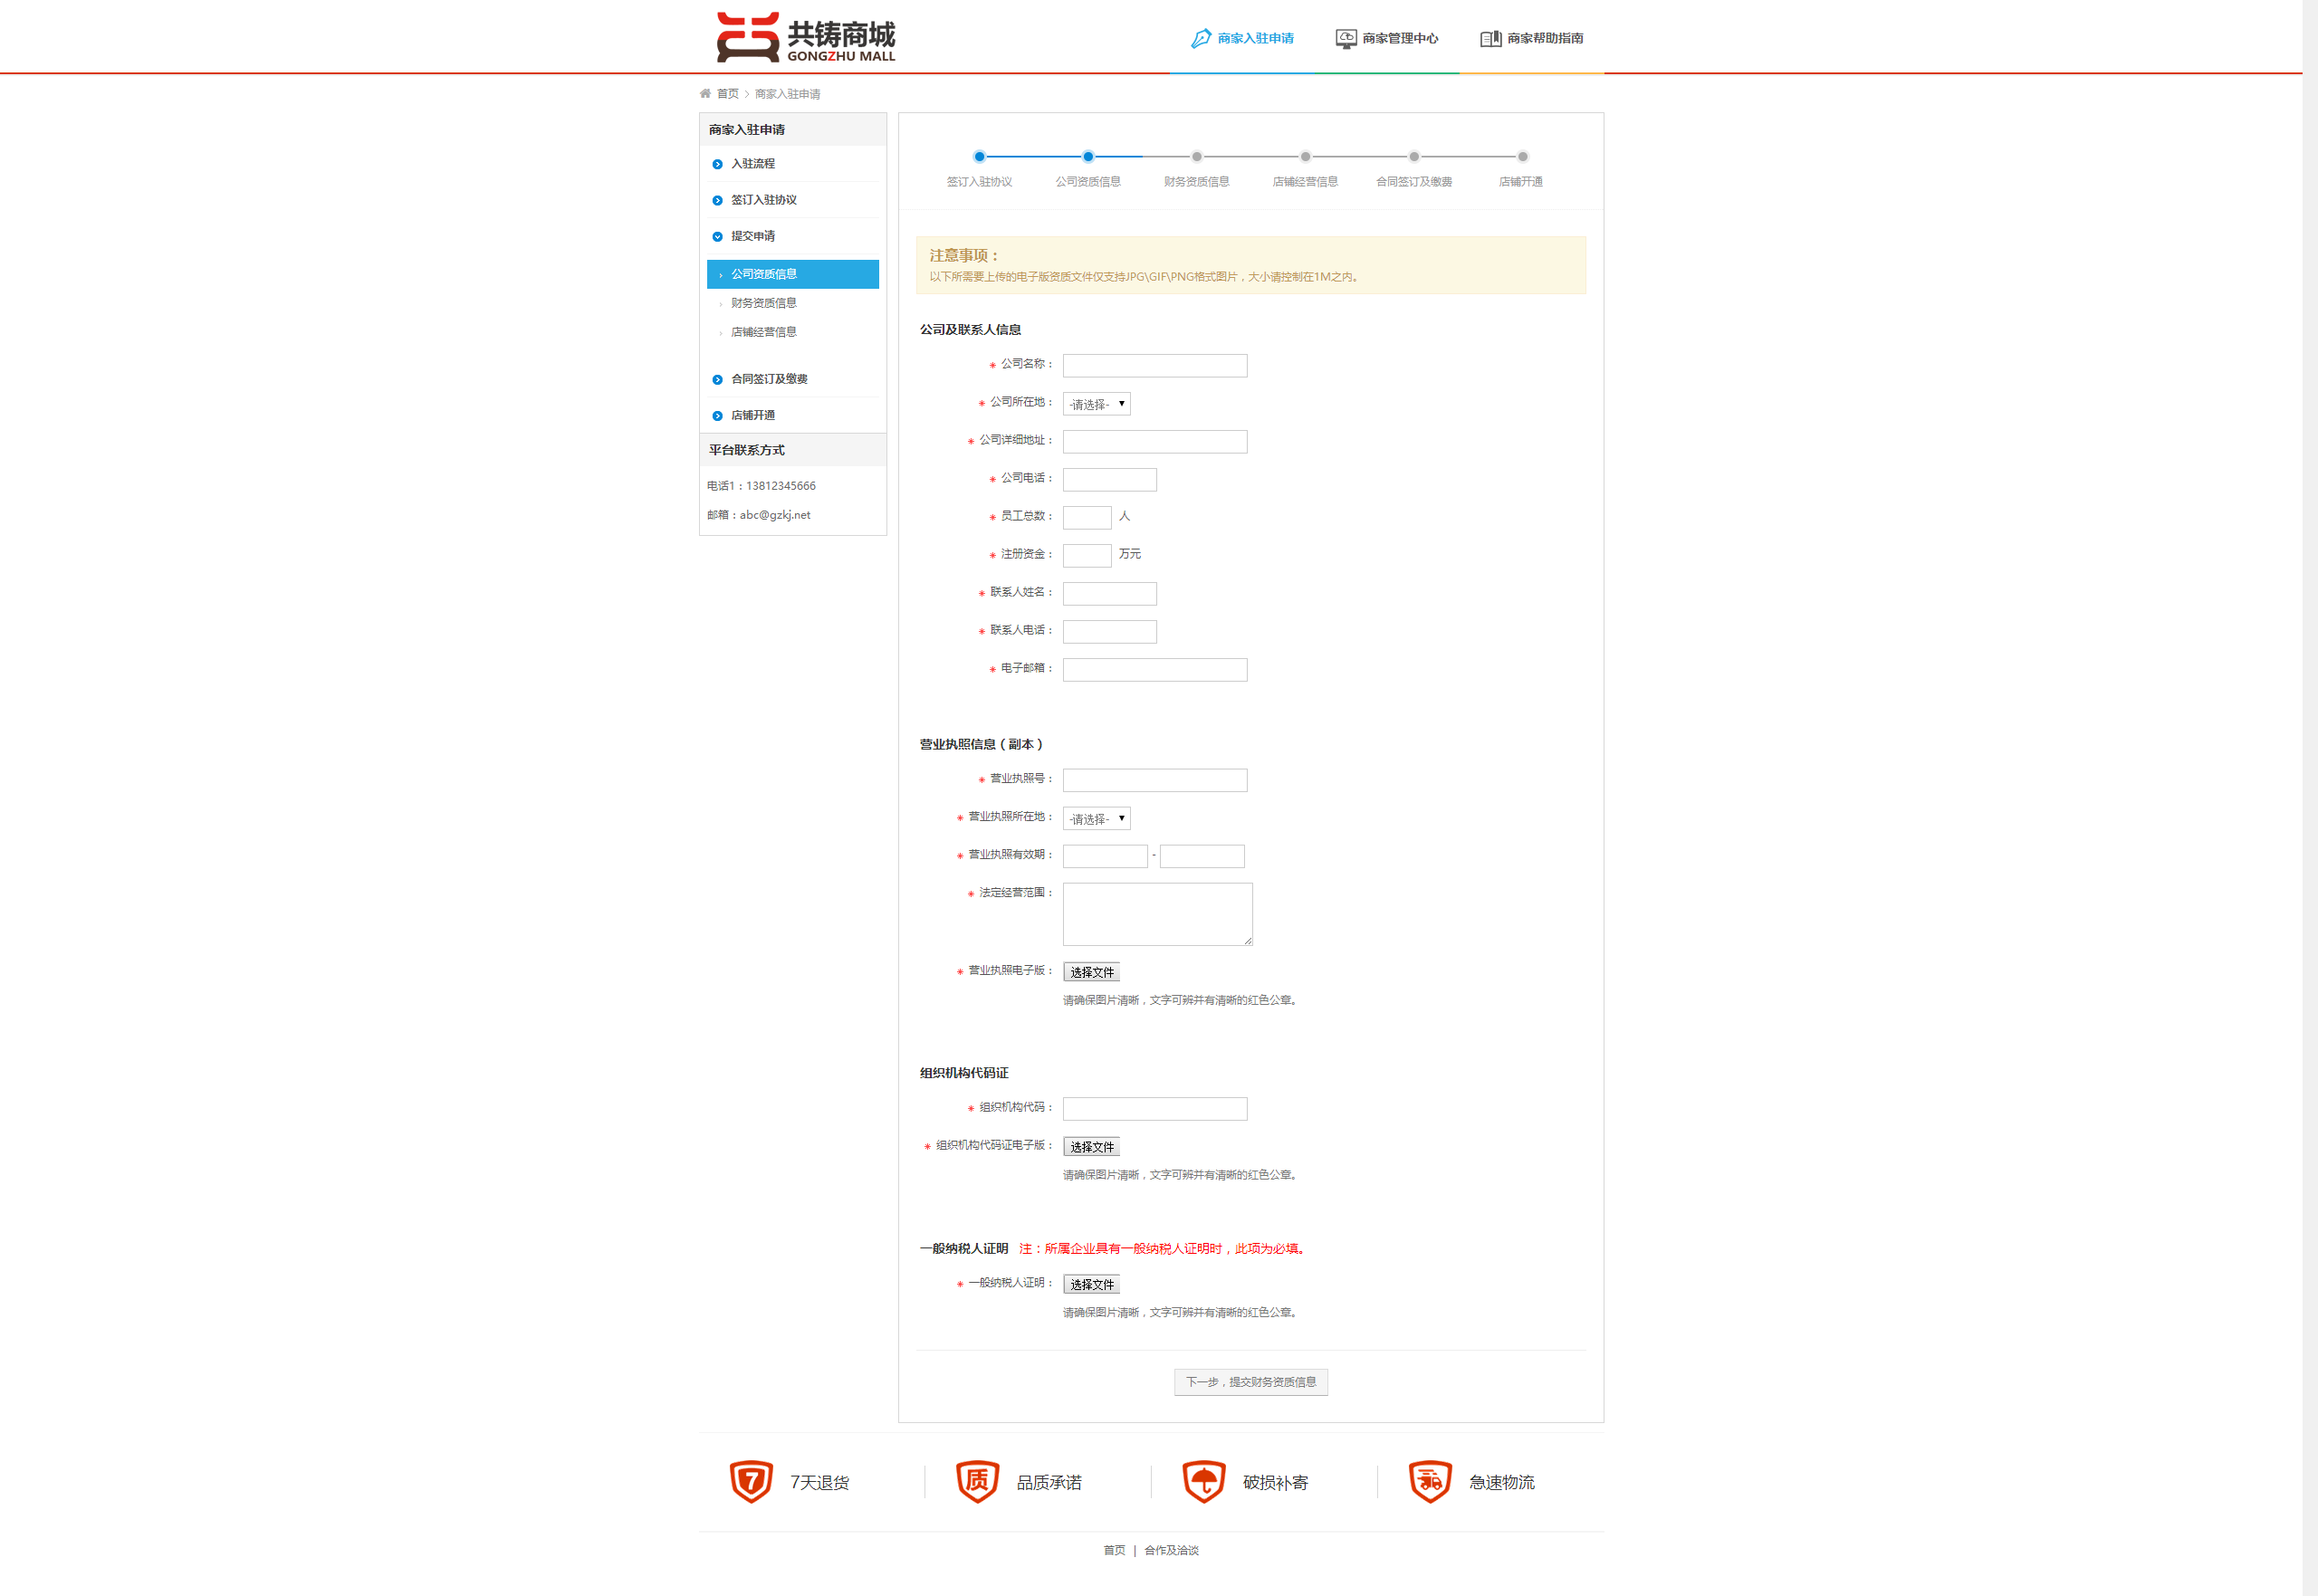 共铸商城
GONGZHU MALL
商家入驻申请
商家管理中心
商家帮助指南
首页 > 商家入驻申请
商家入驻申请
入驻流程
签订入驻协议
提交申请
公司资质信息
财务资质信息
店铺经营信息
合同签订及缴费
店铺开通
平台联系方式
电话1：13812345666
邮箱：abc@gzkj.net
签订入驻协议
公司资质信息
财务资质信息
店铺经营信息
合同签订及缴费
店铺开通
注意事项：
以下所需要上传的电子版资质文件仅支持JPG\GIF\PNG格式图片，大小请控制在1M之内。
公司及联系人信息
* 公司名称：
* 公司所在地： -请选择-
* 公司详细地址：
* 公司电话：
* 员工总数： 人
* 注册资金： 万元
* 联系人姓名：
* 联系人电话：
* 电子邮箱：
营业执照信息（副本）
* 营业执照号：
* 营业执照所在地： -请选择-
* 营业执照有效期： -
* 法定经营范围：
* 营业执照电子版： 选择文件
请确保图片清晰，文字可辨并有清晰的红色公章。
组织机构代码证
* 组织机构代码：
* 组织机构代码证电子版： 选择文件
请确保图片清晰，文字可辨并有清晰的红色公章。
一般纳税人证明 注：所属企业具有一般纳税人证明时，此项为必填。
* 一般纳税人证明： 选择文件
请确保图片清晰，文字可辨并有清晰的红色公章。
下一步，提交财务资质信息
7 7天退货
质 品质承诺
破损补寄
急速物流
首页 | 合作及洽谈